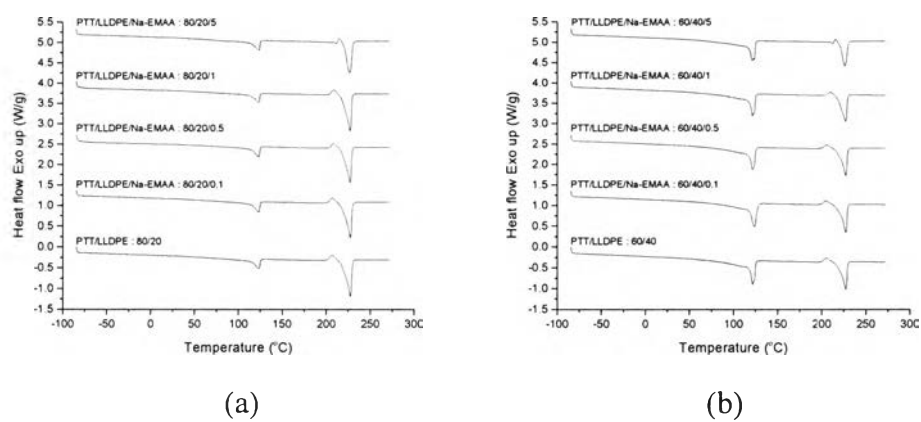 5.5
5.0
4.5
4.0
3.5
3.0
2.5
2.0
1.5
1.0
0.5
0.0
-0.5
-1.0
-1.5
Heat flow Exo up (W/g)
PTT/LLDPE/Na-EMAA : 80/20/5
PTT/LLDPE/Na-EMAA : 80/20/1
PTT/LLDPE/Na-EMAA : 80/20/0.5
PTT/LLDPE/Na-EMAA : 80/20/0.1
PTT/LLDPE : 80/20
-100 -50 0 50 100 150 200 250 300
Temperature (°C)
(a)
5.5
5.0
4.5
4.0
3.5
3.0
2.5
2.0
1.5
1.0
0.5
0.0
-0.5
-1.0
-1.5
Heat flow Exo up (W/g)
PTT/LLDPE/Na-EMAA : 60/40/5
PTT/LLDPE/Na-EMAA : 60/40/1
PTT/LLDPE/Na-EMAA : 60/40/0.5
PTT/LLDPE/Na-EMAA : 60/40/0.1
PTT/LLDPE : 60/40
-100 -50 0 50 100 150 200 250 300
Temperature (°C)
(b)